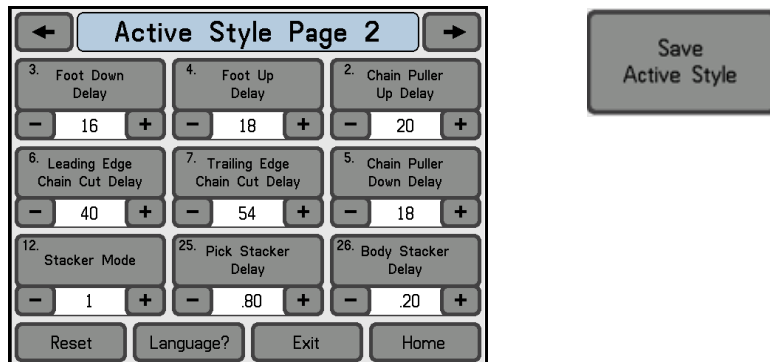 Active Style Page 2
3. Foot Down
Delay
4. Foot Up
Delay
2. Chain Puller
Up Delay
− 16 +
− 18 +
− 20 +
6. Leading Edge
Chain Cut Delay
7. Trailing Edge
Chain Cut Delay
5. Chain Puller
Down Delay
− 40 +
− 54 +
− 18 +
12. Stacker Mode
25. Pick Stacker
Delay
26. Body Stacker
Delay
− 1 +
− .80 +
− .20 +
Reset
Language?
Exit
Home
Save
Active Style